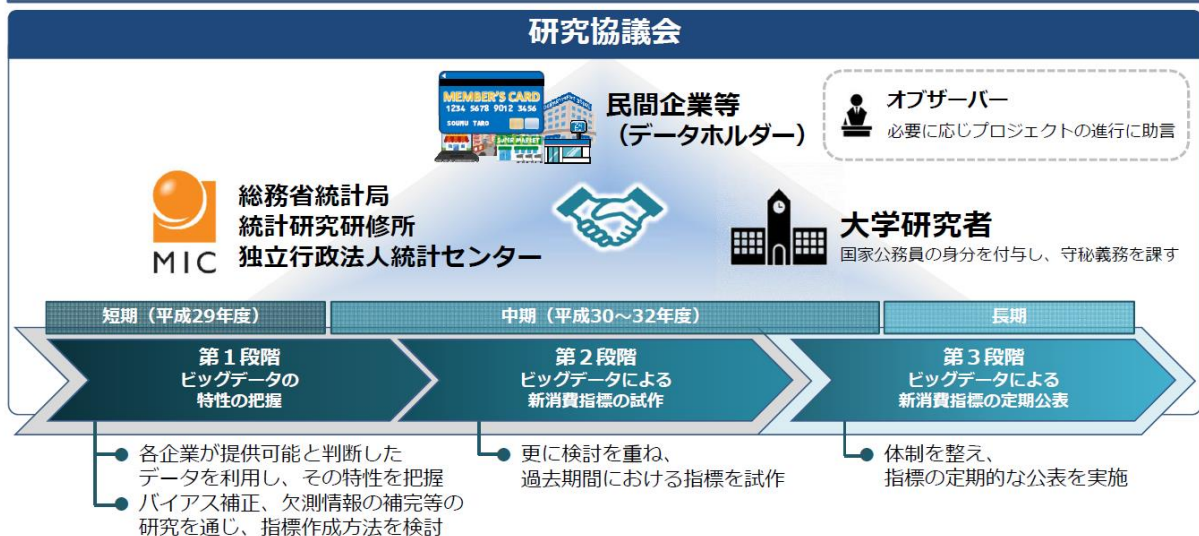 研究協議会
MEMBER'S CARD
1234 5678 9012 3456
SOUMU TARO
SUPER MARKET
民間企業等
（データホルダー）
オブザーバー
必要に応じプロジェクトの進行に助言
MIC
総務省統計局
統計研究研修所
独立行政法人統計センター
大学研究者
国家公務員の身分を付与し、守秘義務を課す
短期（平成29年度）
中期（平成30～32年度）
長期
第１段階
ビッグデータの
特性の把握
第２段階
ビッグデータによる
新消費指標の試作
第３段階
ビッグデータによる
新消費指標の定期公表
各企業が提供可能と判断した
データを利用し、その特性を把握
バイアス補正、欠測情報の補完等の
研究を通じ、指標作成方法を検討
更に検討を重ね、
過去期間における指標を試作
体制を整え、
指標の定期的な公表を実施